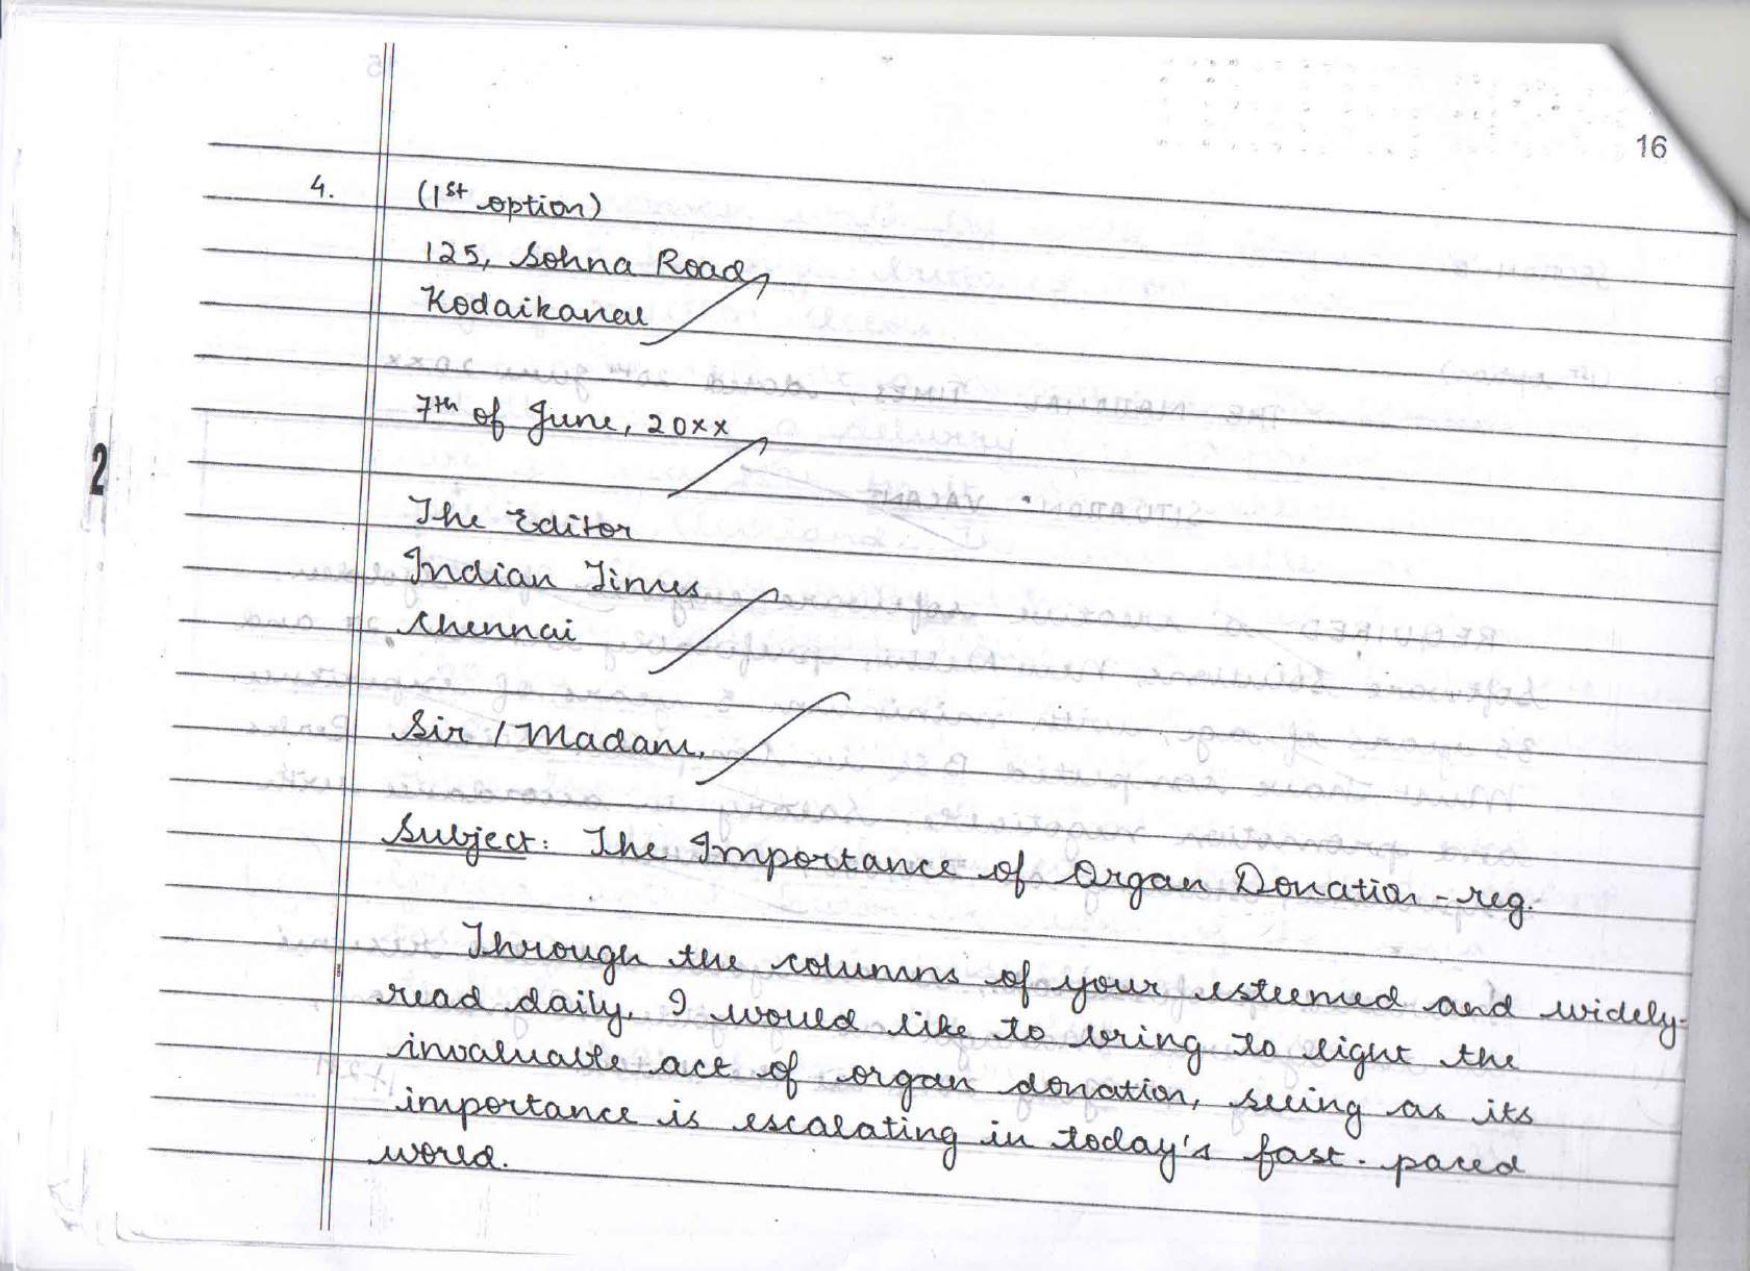 16
4. (1st option)
125, Sohna Road,
Kodaikanal
7th of June, 20xx
2
The Editor
Indian Times
Chennai
Sir / Madam,
Subject: The Importance of Organ Donation - reg.
Through the columns of your esteemed and widely-
read daily, I would like to bring to light the
invaluable act of organ donation, seeing as its
importance is escalating in today's fast-paced
world.